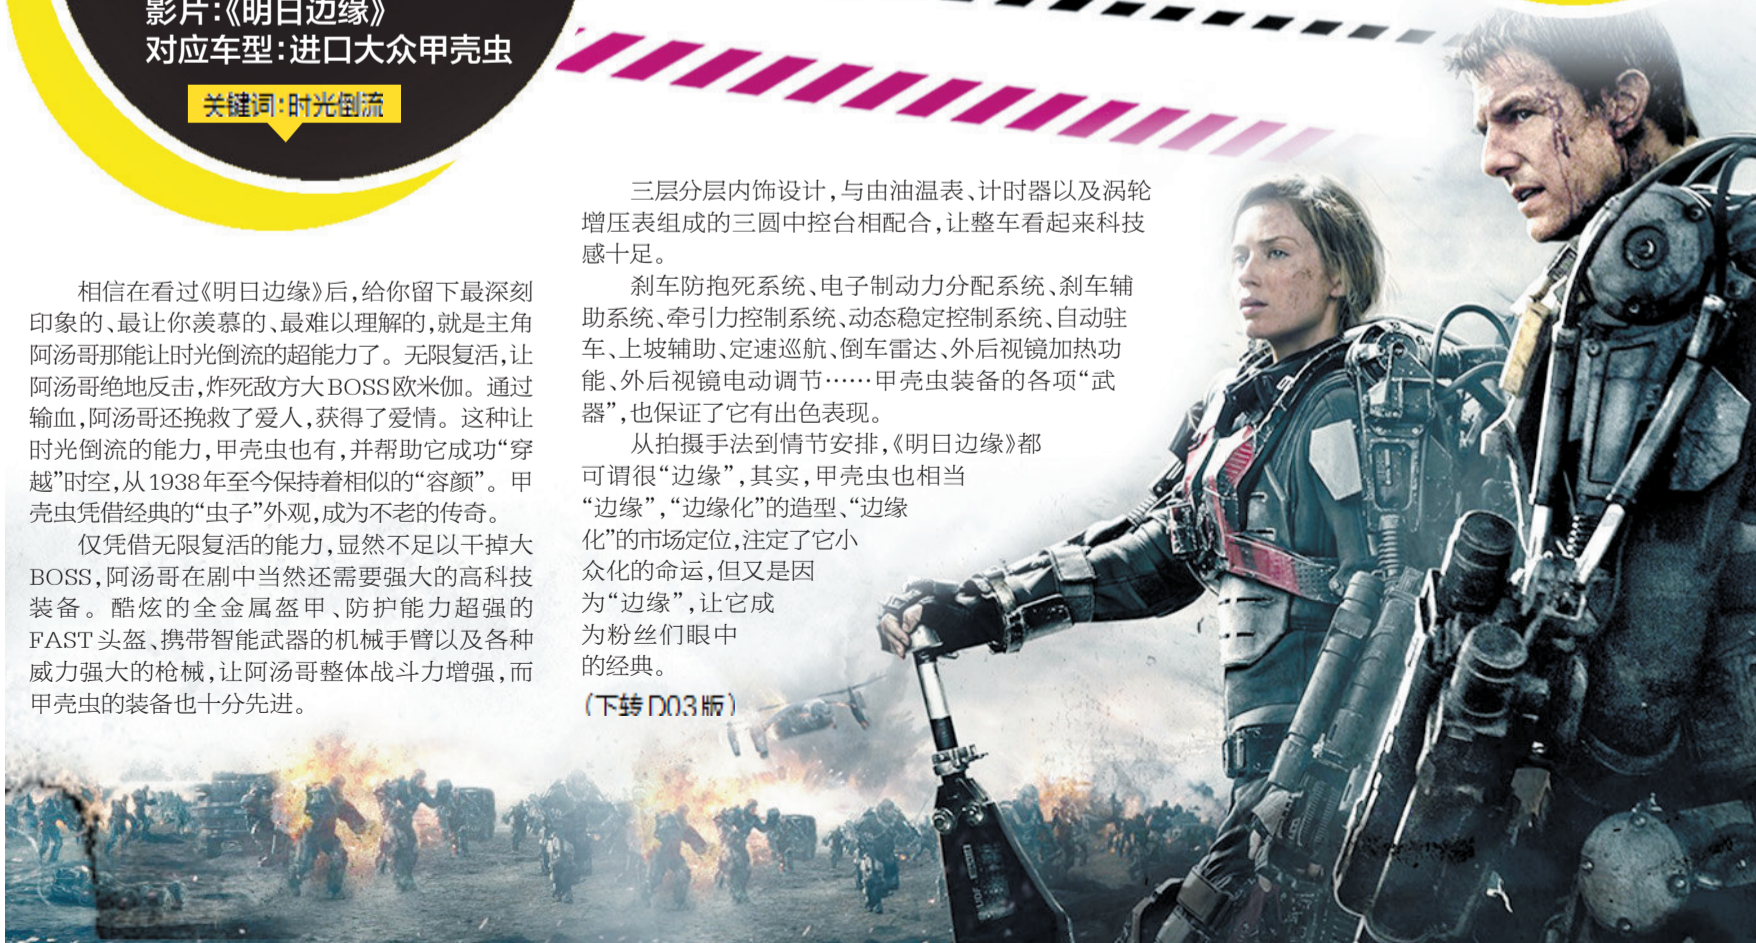 影片:《明日边缘》
对应车型:进口大众甲壳虫
关键词:时光倒流
相信在看过《明日边缘》后,给你留下最深刻
印象的、最让你羡慕的、最难以理解的,就是主角
阿汤哥那能让时光倒流的超能力了。无限复活,让
阿汤哥绝地反击,炸死敌方大BOSS欧米伽。通过
输血,阿汤哥还挽救了爱人,获得了爱情。这种让
时光倒流的能力,甲壳虫也有,并帮助它成功“穿
越”时空,从1938年至今保持着相似的“容颜”。甲
壳虫凭借经典的“虫子”外观,成为不老的传奇。
仅凭借无限复活的能力,显然不足以干掉大
BOSS,阿汤哥在剧中当然还需要强大的高科技
装备。酷炫的全金属盔甲、防护能力超强的
FAST头盔、携带智能武器的机械手臂以及各种
威力强大的枪械,让阿汤哥整体战斗力增强,而
甲壳虫的装备也十分先进。
三层分层内饰设计,与由油温表、计时器以及涡轮
增压表组成的三圆中控台相配合,让整车看起来科技
感十足。
刹车防抱死系统、电子制动力分配系统、刹车辅
助系统、牵引力控制系统、动态稳定控制系统、自动驻
车、上坡辅助、定速巡航、倒车雷达、外后视镜加热功
能、外后视镜电动调节……甲壳虫装备的各项“武
器”,也保证了它有出色表现。
从拍摄手法到情节安排,《明日边缘》都
可谓很“边缘”,其实,甲壳虫也相当
“边缘”,“边缘化”的造型、“边缘
化”的市场定位,注定了它小
众化的命运,但又是因
为“边缘”,让它成
为粉丝们眼中
的经典。
(下转D03版)